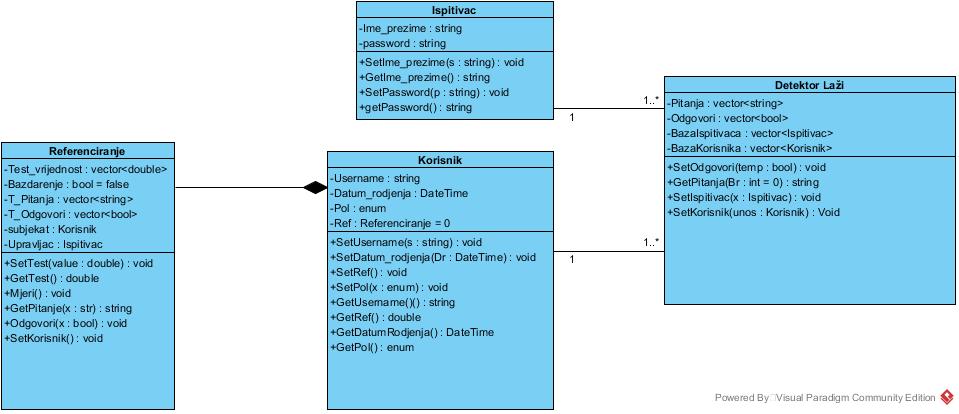 Ispitivac
-Ime_prezime : string
-password : string
+SetIme_prezime(s : string) : void
+GetIme_prezime() : string
+SetPassword(p : string) : void
+getPassword() : string
1
1..*
Detektor Laži
-Pitanja : vector<string>
-Odgovori : vector<bool>
-BazaIspitivaca : vector<Ispitivac>
-BazaKorisnika : vector<Korisnik>
+SetOdgovori(temp : bool) : void
+GetPitanja(Br : int = 0) : string
+SetIspitivac(x : Ispitivac) : void
+SetKorisnik(unos : Korisnik) : Void
Referenciranje
-Test_vrijednost : vector<double>
-Bazdarenje : bool = false
-T_Pitanja : vector<string>
-T_Odgovori : vector<bool>
-subjekat : Korisnik
-Upravljac : Ispitivac
+SetTest(value : double) : void
+GetTest() : double
+Mjeri() : void
+GetPitanje(x : str) : string
+Odgovori(x : bool) : void
+SetKorisnik() : void
Korisnik
-Username : string
-Datum_rodjenja : DateTime
-Pol : enum
-Ref : Referenciranje = 0
+SetUsername(s : string) : void
+SetDatum_rodjenja(Dr : DateTime) : void
+SetRef() : void
+SetPol(x : enum) : void
+GetUsername()() : string
+GetRef() : double
+GetDatumRodjenja() : DateTime
+GetPol() : enum
1
1..*
Powered By Visual Paradigm Community Edition